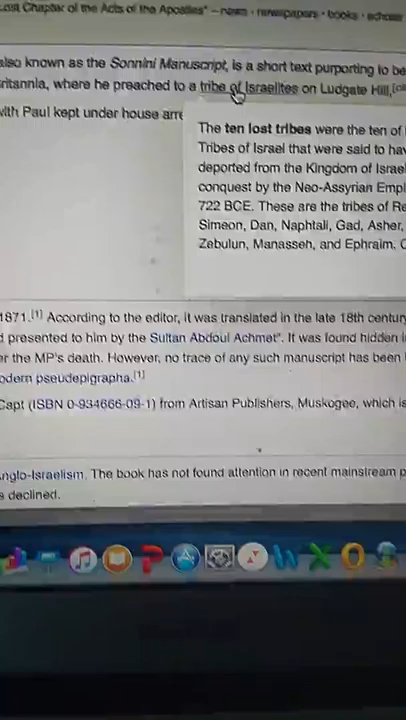 Lost Chapter of the Acts of the Apostles" – news · newspapers · books · scholar
also known as the Sonnini Manuscript, is a short text purporting to be
ritannia, where he preached to a tribe of Israelites on Ludgate Hill,
with Paul kept under house arre
The ten lost tribes were the ten of
Tribes of Israel that were said to hav
deported from the Kingdom of Israe
conquest by the Neo-Assyrian Empi
722 BCE. These are the tribes of Re
Simeon, Dan, Naphtali, Gad, Asher,
Zebulun, Manasseh, and Ephraim.
1871.[1] According to the editor, it was translated in the late 18th century
d presented to him by the Sultan Abdoul Achmet". It was found hidden i
er the MP's death. However, no trace of any such manuscript has been
odern pseudepigrapha.[1]
Capt (ISBN 0-934666-09-1) from Artisan Publishers, Muskogee, which is
Anglo-Israelism. The book has not found attention in recent mainstream p
s declined.